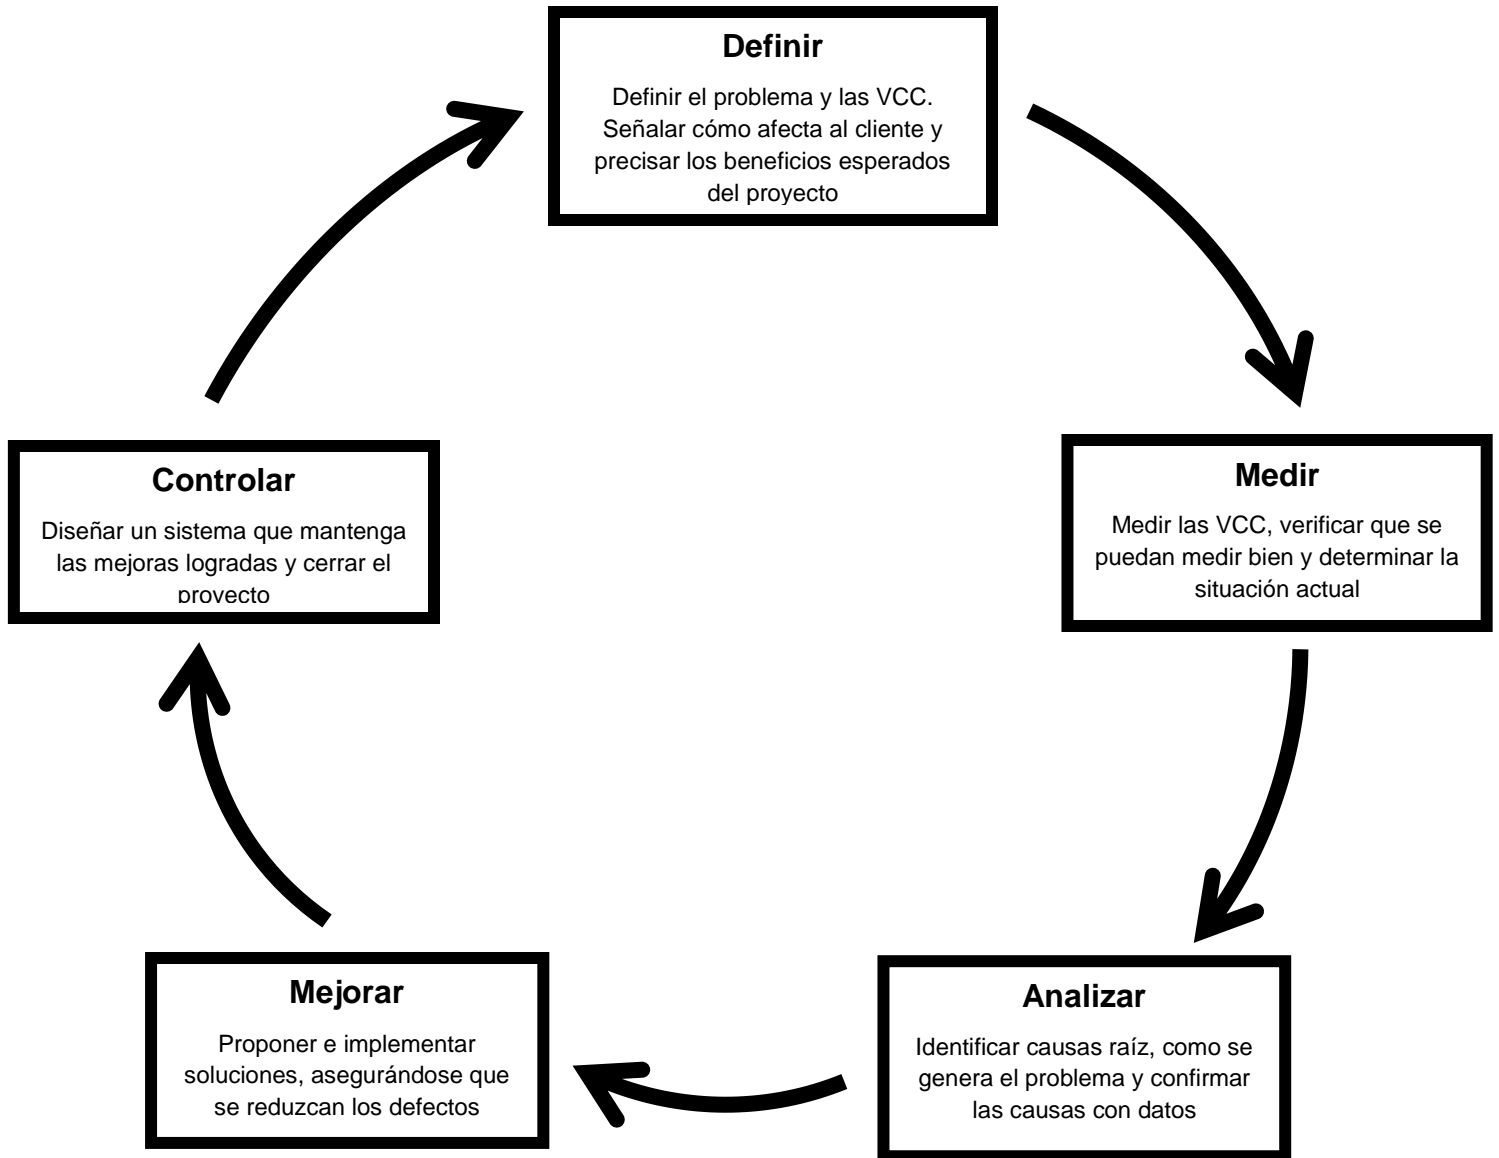 Definir
Definir el problema y las VCC.
Señalar cómo afecta al cliente y
precisar los beneficios esperados
del proyecto
Medir
Medir las VCC, verificar que se
puedan medir bien y determinar la
situación actual
Analizar
Identificar causas raíz, como se
genera el problema y confirmar
las causas con datos
Mejorar
Proponer e implementar
soluciones, asegurándose que
se reduzcan los defectos
Controlar
Diseñar un sistema que mantenga
las mejoras logradas y cerrar el
proyecto